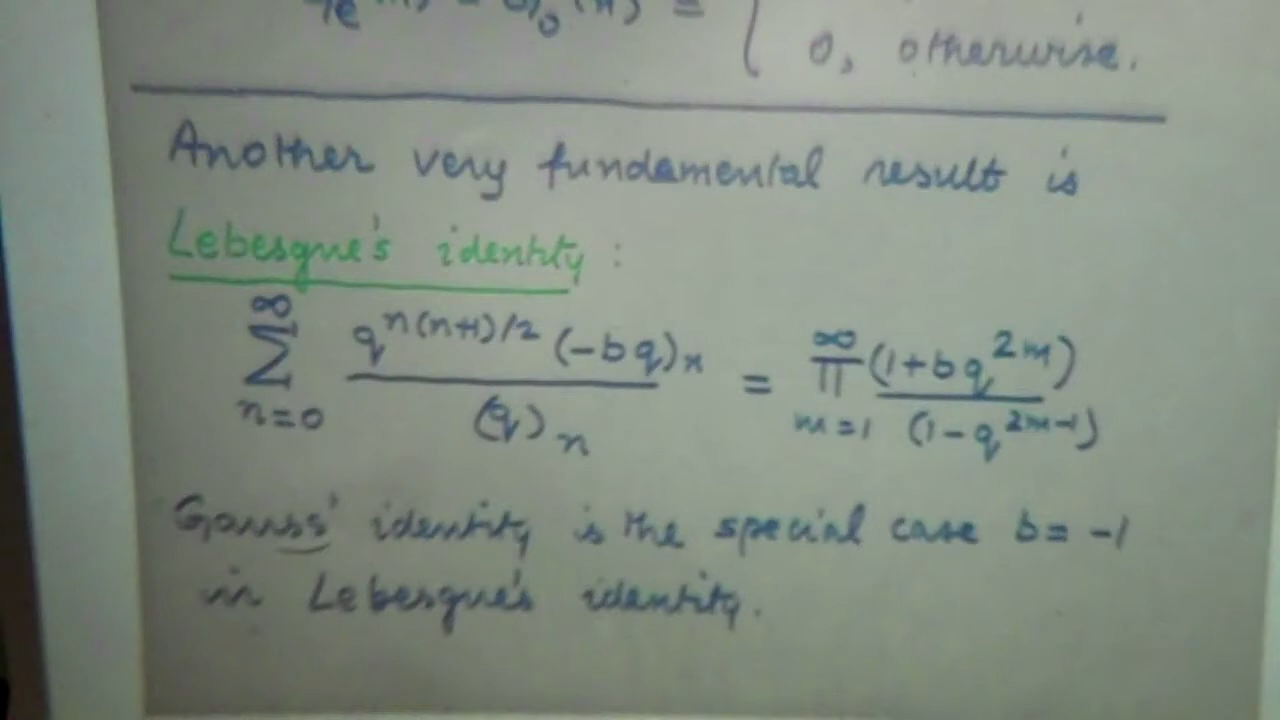 0, otherwise.
Another very fundamental result is
Lebesgue's identity:
∑_{n=0}^{∞} q^{n(n+1)/2} (-bq)_n / (q)_n = ∏_{m=1}^{∞} (1+bq^{2m}) / (1-q^{2m-1})
Gauss' identity is the special case b = -1
in Lebesgue's identity.